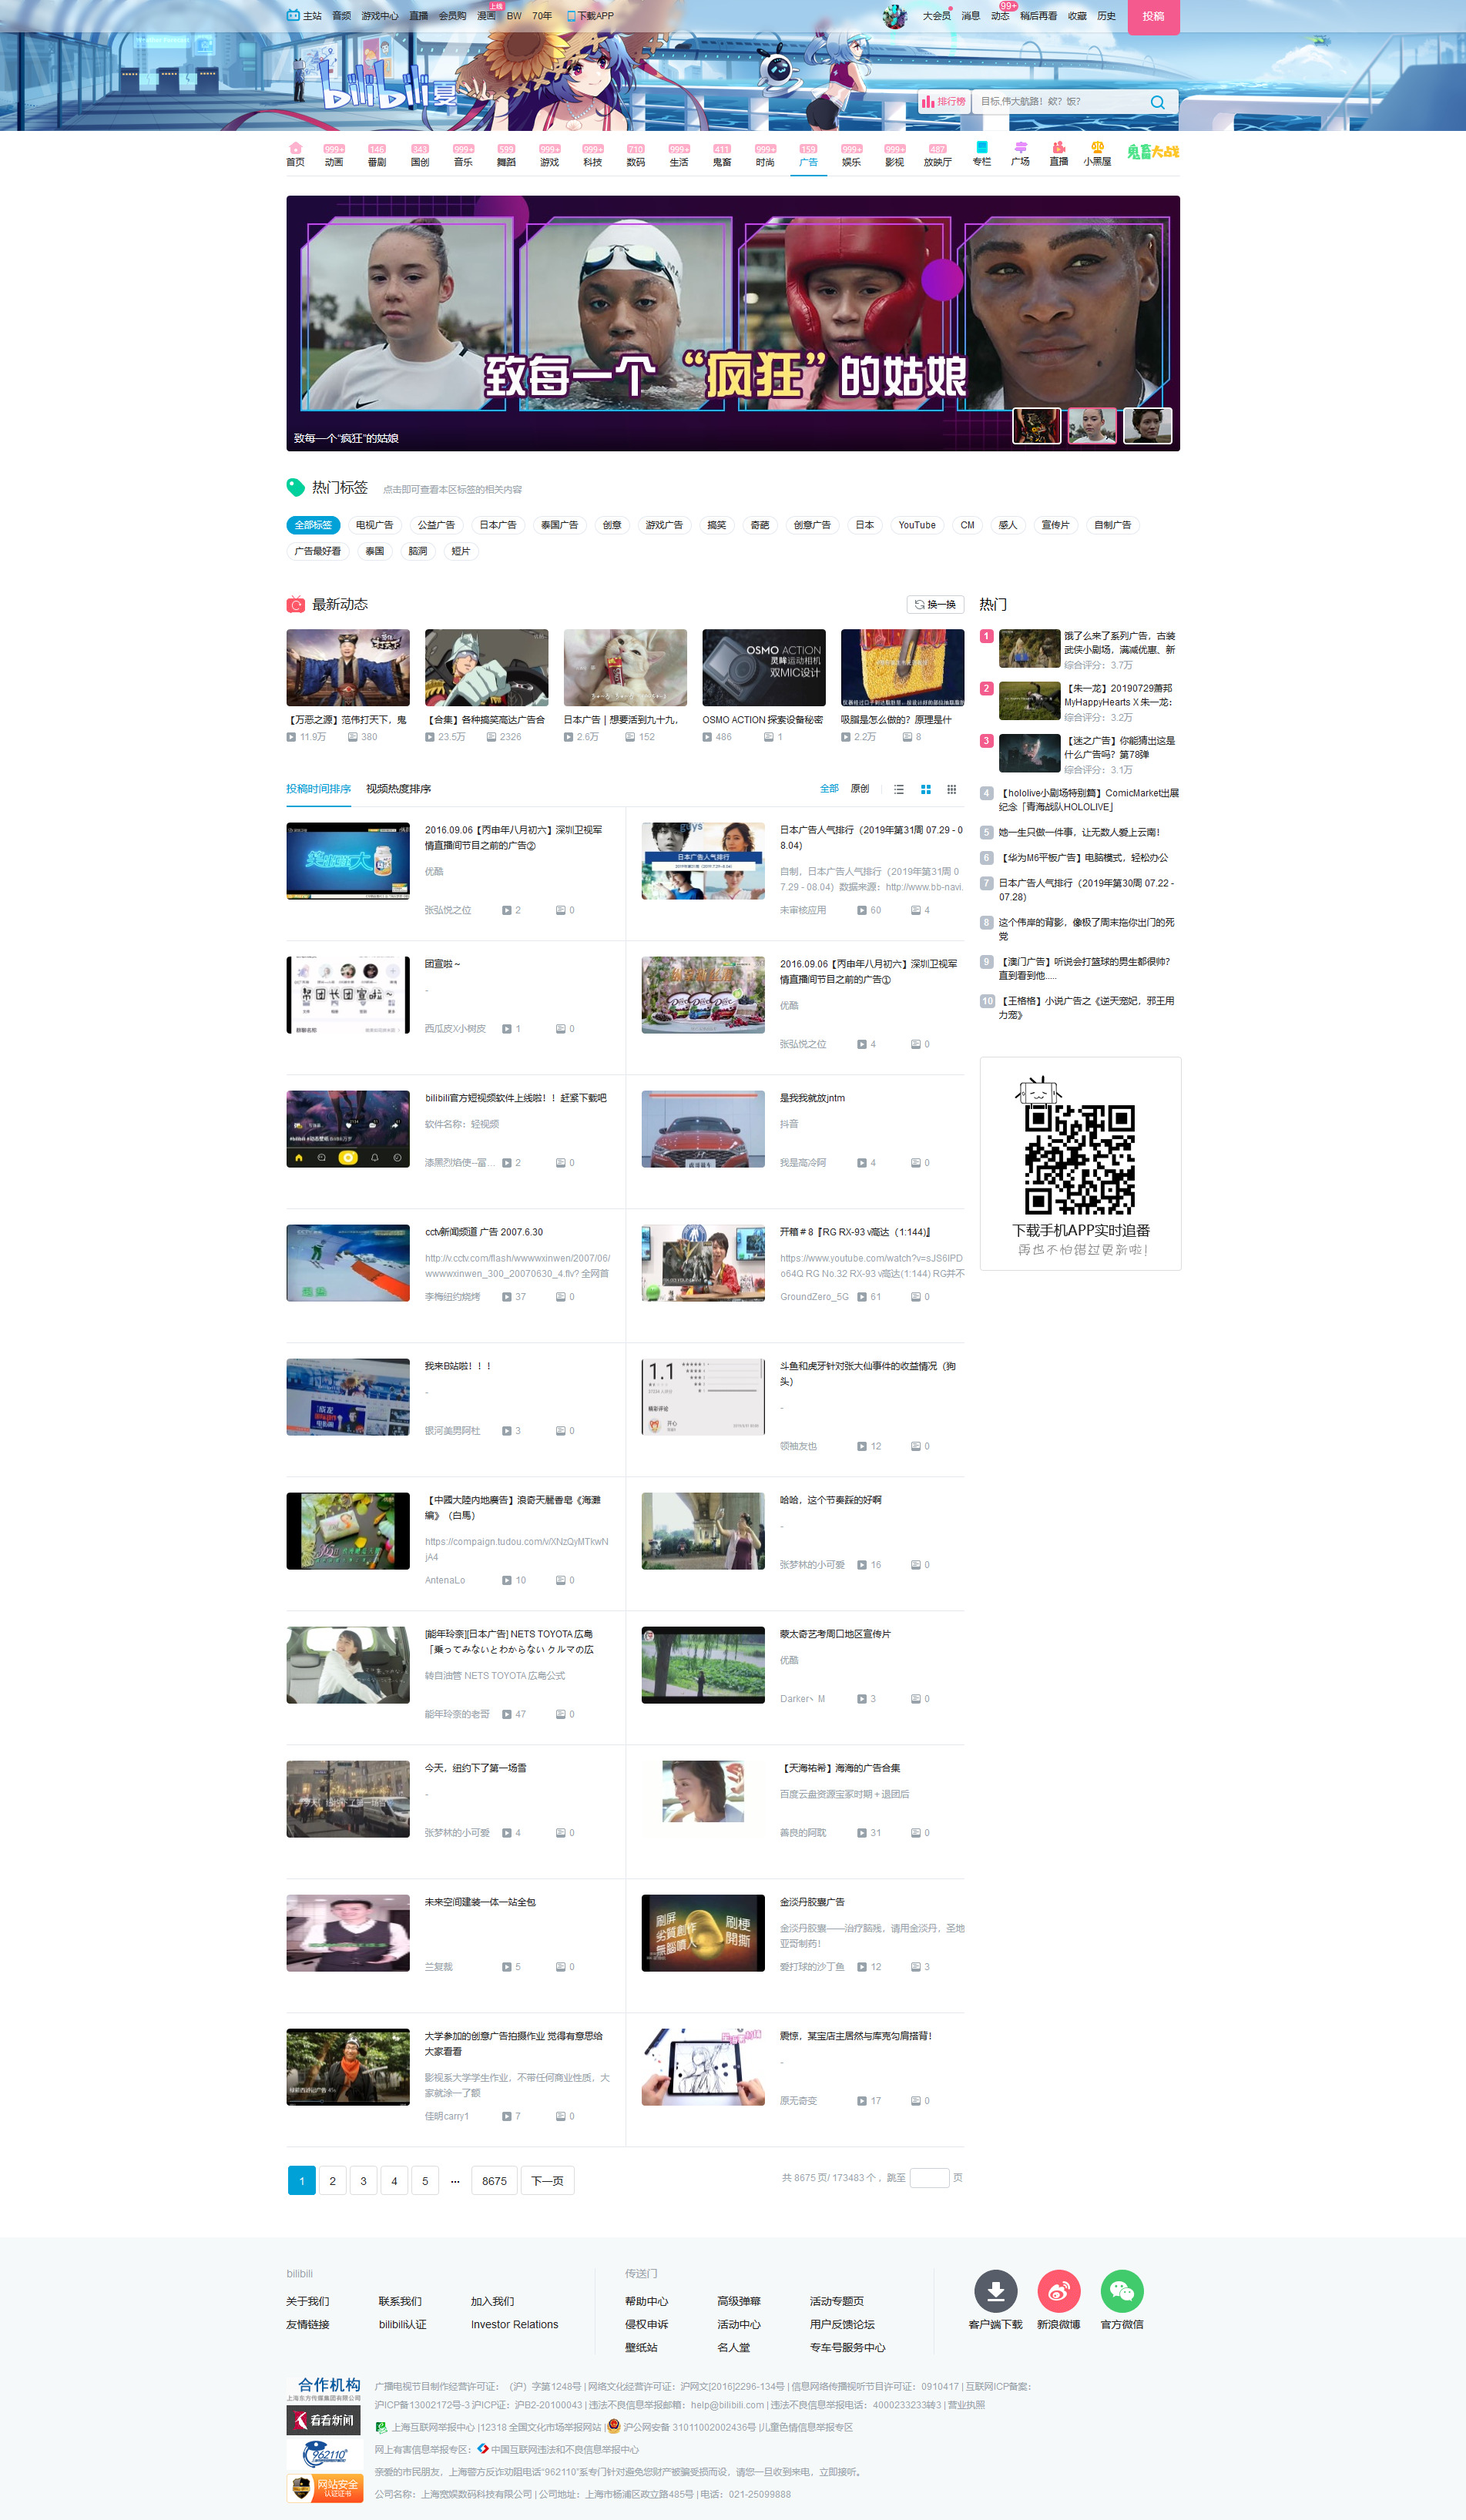 主站 音频 游戏中心 直播 会员购 漫画 上线 BW 70年 下载APP 大会员 消息 动态 99+ 稍后再看 收藏 历史 投稿
bilibili 夏
排行榜 目标,伟大航路！欸？饭？
999+ 146 343 999+ 599 999+ 999+ 710 999+ 411 999+ 159 999+ 999+ 487
首页 动画 番剧 国创 音乐 舞蹈 游戏 科技 数码 生活 鬼畜 时尚 广告 娱乐 影视 放映厅 专栏 广场 直播 小黑屋 鬼畜大战
致每一个“疯狂”的姑娘
致每一个“疯狂”的姑娘
热门标签 点击即可查看本区标签的相关内容
全部标签 电视广告 公益广告 日本广告 泰国广告 创意 游戏广告 搞笑 奇葩 创意广告 日本 YouTube CM 感人 宣传片 自制广告
广告最好看 泰国 脑洞 短片
最新动态 换一换
OSMO ACTION
灵眸运动相机
双MIC设计
【万恶之源】范伟打天下，鬼
11.9万 380
【合集】各种搞笑高达广告合
23.5万 2326
日本广告 | 想要活到九十九，
2.6万 152
OSMO ACTION 探索设备秘密
486 1
吸脂是怎么做的？原理是什
2.2万 8
投稿时间排序 视频热度排序 全部 原创
2016.09.06【丙申年八月初六】深圳卫视军
情直播间节目之前的广告②
优酷
张弘悦之位 2 0
日本广告人气排行
日本广告人气排行（2019年第31周 07.29 - 0
8.04）
自制，日本广告人气排行（2019年第31周 0
7.29 - 08.04）数据来源：http://www.bb-navi.
未审核应用 60 4
团宣啦～
-
西瓜皮X小树皮 1 0
2016.09.06【丙申年八月初六】深圳卫视军
情直播间节目之前的广告①
优酷
张弘悦之位 4 0
bilibili官方短视频软件上线啦！！赶紧下载吧
软件名称：轻视频
漆黑烈焰使--富... 2 0
是我我就放jntm
抖音
我是高冷阿 4 0
cctv新闻频道 广告 2007.6.30
http://v.cctv.com/flash/wwwwxinwen/2007/06/
wwwwxinwen_300_20070630_4.flv? 全网首
李梅纽约烧烤 37 0
开箱＃8『RG RX-93 ν高达（1:144)』
https://www.youtube.com/watch?v=sJS6IPD
o64Q RG No.32 RX-93 ν高达(1:144) RG并不
GroundZero_5G 61 0
我来B站啦！！！
-
银河美男阿杜 3 0
1.1
斗鱼和虎牙针对张大仙事件的收益情况（狗
头）
-
领袖友也 12 0
【中國大陸内地廣告】浪奇天麗香皂《海灘
編》（白馬）
https://compaign.tudou.com/v/XNzQyMTkwN
jA4
AntenaLo 10 0
哈哈，这个节奏踩的好啊
-
张梦林的小可爱 16 0
[能年玲奈][日本广告] NETS TOYOTA 広島
「乗ってみないとわからない クルマの広
转自油管 NETS TOYOTA 広島公式
能年玲奈的老哥 47 0
蒙太奇艺考周口地区宣传片
优酷
Darker丶M 3 0
今天，纽约下了第一场雪
-
张梦林的小可爱 4 0
【天海祐希】海海的广告合集
百度云盘资源宝冢时期＋退团后
善良的阿耽 31 0
未来空间建装一体一站全包
兰复裁 5 0
刷屏
劣質創作
無腦噴人
刷梗
開撕
金淡丹胶囊广告
金淡丹胶囊——治疗脑残，请用金淡丹，圣地
亚哥制药！
爱打球的沙丁鱼 12 3
大学参加的创意广告拍摄作业 觉得有意思给
大家看看
影视系大学学生作业，不带任何商业性质，大
家就涂一了额
佳明carry1 7 0
震惊，某宝店主居然与库克勾肩搭背！
-
原无奇变 17 0
热门
1 饿了么来了系列广告，古装
武侠小剧场，满减优惠、新
综合评分：3.7万
2 【朱一龙】20190729萧邦
MyHappyHearts X 朱一龙：
综合评分：3.2万
3 【迷之广告】你能猜出这是
什么广告吗？第78弹
综合评分：3.1万
4 【hololive小剧场特别篇】ComicMarket出展
纪念「青海战队HOLOLIVE」
5 她一生只做一件事，让无数人爱上云南！
6 【华为M6平板广告】电脑模式，轻松办公
7 日本广告人气排行（2019年第30周 07.22 -
07.28）
8 这个伟岸的背影，像极了周末拖你出门的死
党
9 【澳门广告】听说会打篮球的男生都很帅？
直到看到他.....
10 【王格格】小说广告之《逆天宠妃，邪王用
力宠》
下载手机APP实时追番
再也不怕错过更新啦！
1 2 3 4 5 ... 8675 下一页 共 8675 页/ 173483 个，跳至 页
bilibili 传送门
关于我们 联系我们 加入我们 帮助中心 高级弹幕 活动专题页
友情链接 bilibili认证 Investor Relations 侵权申诉 活动中心 用户反馈论坛
壁纸站 名人堂 专车号服务中心
客户端下载 新浪微博 官方微信
合作机构
上海东方传媒集团有限公司
看看新闻
962110
网站安全
认证证书
广播电视节目制作经营许可证：（沪）字第1248号 | 网络文化经营许可证：沪网文[2016]2296-134号 | 信息网络传播视听节目许可证：0910417 | 互联网ICP备案：
沪ICP备13002172号-3 沪ICP证：沪B2-20100043 | 违法不良信息举报邮箱：help@bilibili.com | 违法不良信息举报电话：4000233233转3 | 营业执照
上海互联网举报中心 |12318 全国文化市场举报网站 | 沪公网安备 31011002002436号 |儿童色情信息举报专区
网上有害信息举报专区： 中国互联网违法和不良信息举报中心
亲爱的市民朋友，上海警方反诈劝阻电话“962110”系专门针对避免您财产被骗受损而设，请您一旦收到来电，立即接听。
公司名称：上海宽娱数码科技有限公司 | 公司地址：上海市杨浦区政立路485号 | 电话：021-25099888